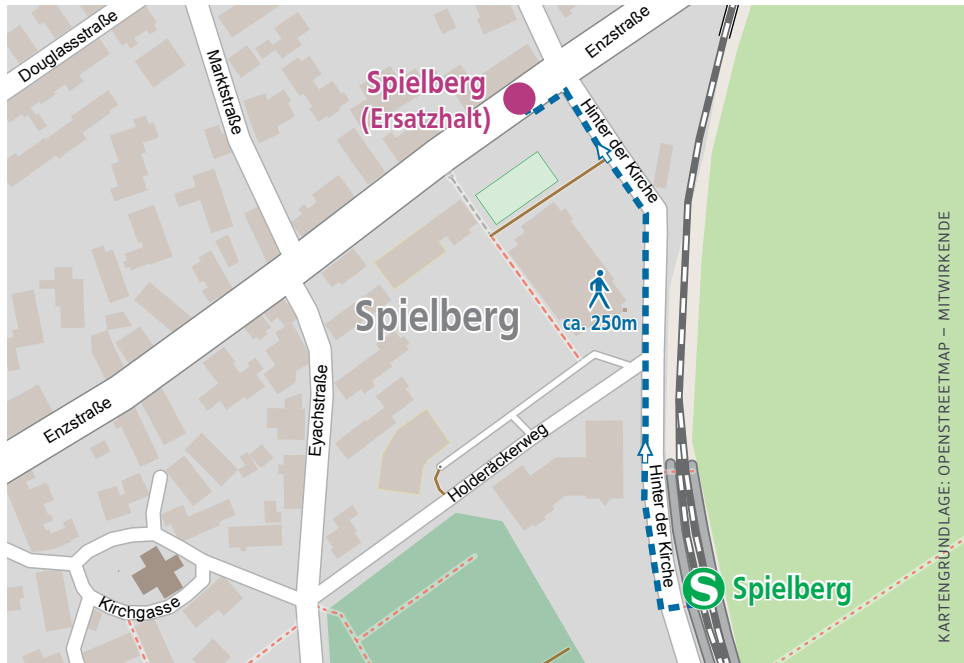 Douglasstraße
Marktstraße
Enzstraße
Spielberg
(Ersatzhalt)
Hinter der Kirche
Spielberg
ca. 250m
Enzstraße
Eyachstraße
Holderäckerweg
Hinter der Kirche
Kirchgasse
S
Spielberg
KARTENGRUNDLAGE: OPENSTREETMAP – MITWIRKENDE